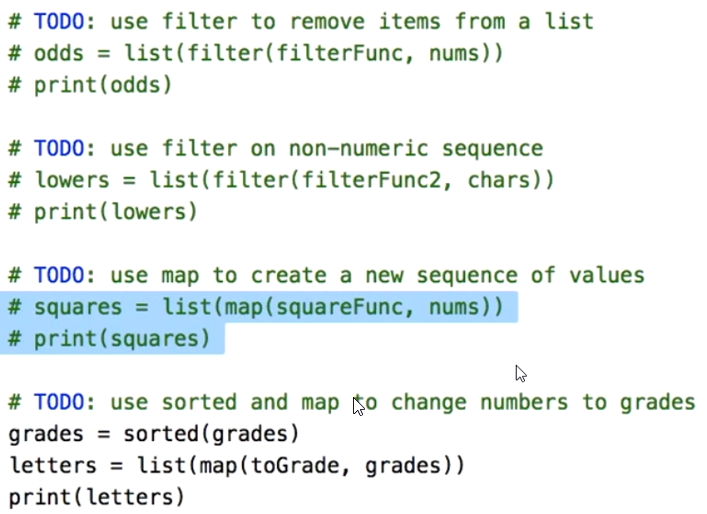 # TODO: use filter to remove items from a list
# odds = list(filter(filterFunc, nums))
# print(odds)
# TODO: use filter on non-numeric sequence
# lowers = list(filter(filterFunc2, chars))
# print(lowers)
# TODO: use map to create a new sequence of values
# squares = list(map(squareFunc, nums))
# print(squares)
# TODO: use sorted and map to change numbers to grades
grades = sorted(grades)
letters = list(map(toGrade, grades))
print(letters)